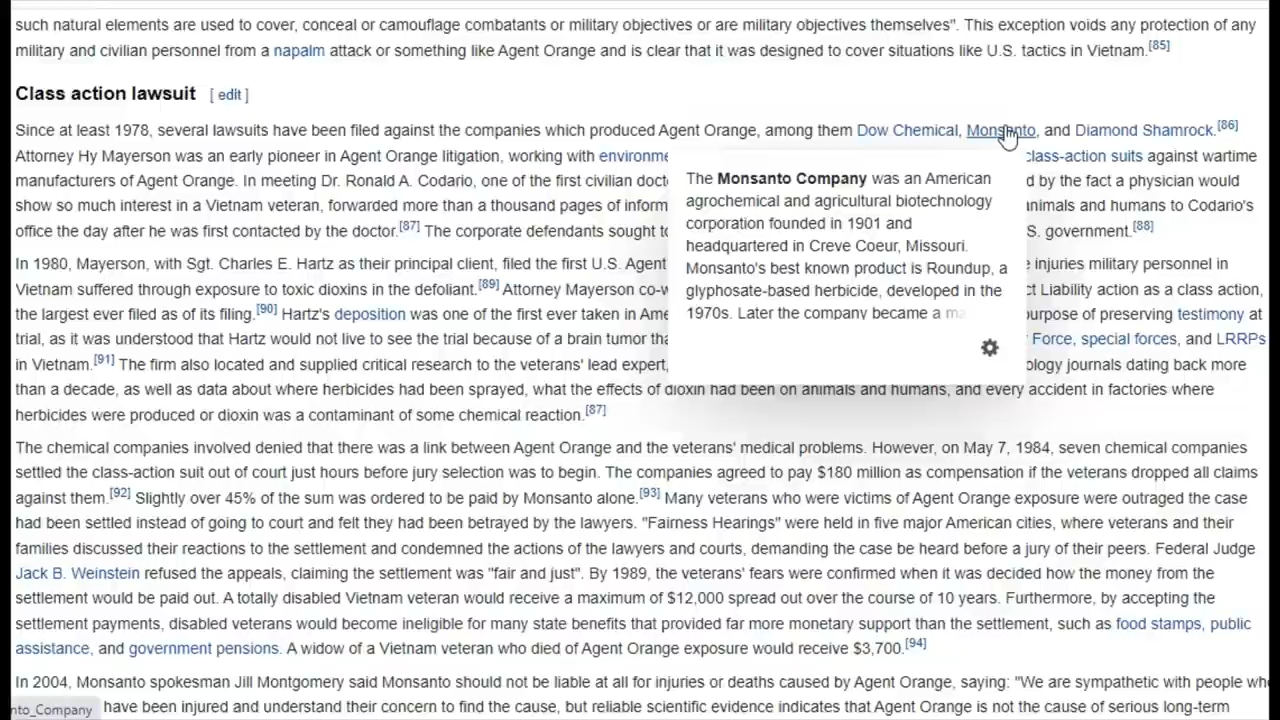 such natural elements are used to cover, conceal or camouflage combatants or military objectives or are military objectives themselves". This exception voids any protection of any
military and civilian personnel from a napalm attack or something like Agent Orange and is clear that it was designed to cover situations like U.S. tactics in Vietnam.[85]
Class action lawsuit [ edit ]
Since at least 1978, several lawsuits have been filed against the companies which produced Agent Orange, among them Dow Chemical, Monsanto, and Diamond Shamrock.[86]
Attorney Hy Mayerson was an early pioneer in Agent Orange litigation, working with environme class-action suits against wartime
manufacturers of Agent Orange. In meeting Dr. Ronald A. Codario, one of the first civilian doct d by the fact a physician would
show so much interest in a Vietnam veteran, forwarded more than a thousand pages of inform nimals and humans to Codario's
office the day after he was first contacted by the doctor.[87] The corporate defendants sought to S. government.[88]
The Monsanto Company was an American
agrochemical and agricultural biotechnology
corporation founded in 1901 and
headquartered in Creve Coeur, Missouri.
Monsanto's best known product is Roundup, a
glyphosate-based herbicide, developed in the
1970s. Later the company became a ma
In 1980, Mayerson, with Sgt. Charles E. Hartz as their principal client, filed the first U.S. Agent e injuries military personnel in
Vietnam suffered through exposure to toxic dioxins in the defoliant.[89] Attorney Mayerson co-w ct Liability action as a class action,
the largest ever filed as of its filing.[90] Hartz's deposition was one of the first ever taken in Ame urpose of preserving testimony at
trial, as it was understood that Hartz would not live to see the trial because of a brain tumor tha Force, special forces, and LRRPs
in Vietnam.[91] The firm also located and supplied critical research to the veterans' lead expert, ology journals dating back more
than a decade, as well as data about where herbicides had been sprayed, what the effects of dioxin had been on animals and humans, and every accident in factories where
herbicides were produced or dioxin was a contaminant of some chemical reaction.[87]
The chemical companies involved denied that there was a link between Agent Orange and the veterans' medical problems. However, on May 7, 1984, seven chemical companies
settled the class-action suit out of court just hours before jury selection was to begin. The companies agreed to pay $180 million as compensation if the veterans dropped all claims
against them.[92] Slightly over 45% of the sum was ordered to be paid by Monsanto alone.[93] Many veterans who were victims of Agent Orange exposure were outraged the case
had been settled instead of going to court and felt they had been betrayed by the lawyers. "Fairness Hearings" were held in five major American cities, where veterans and their
families discussed their reactions to the settlement and condemned the actions of the lawyers and courts, demanding the case be heard before a jury of their peers. Federal Judge
Jack B. Weinstein refused the appeals, claiming the settlement was "fair and just". By 1989, the veterans' fears were confirmed when it was decided how the money from the
settlement would be paid out. A totally disabled Vietnam veteran would receive a maximum of $12,000 spread out over the course of 10 years. Furthermore, by accepting the
settlement payments, disabled veterans would become ineligible for many state benefits that provided far more monetary support than the settlement, such as food stamps, public
assistance, and government pensions. A widow of a Vietnam veteran who died of Agent Orange exposure would receive $3,700.[94]
In 2004, Monsanto spokesman Jill Montgomery said Monsanto should not be liable at all for injuries or deaths caused by Agent Orange, saying: "We are sympathetic with people wh
have been injured and understand their concern to find the cause, but reliable scientific evidence indicates that Agent Orange is not the cause of serious long-term
nto_Company